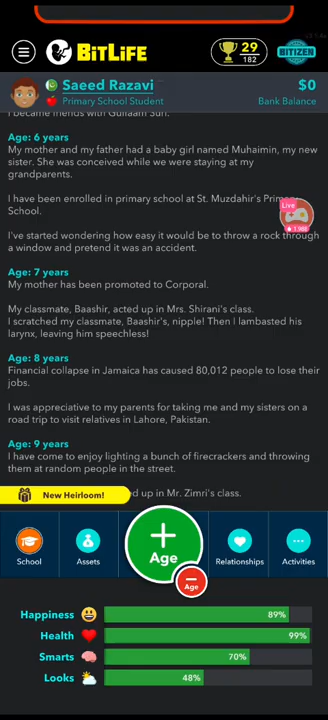 BitLife
29
182
BITIZEN
Saeed Razavi
$0
Primary School Student
Bank Balance
Age: 6 years
My mother and my father had a baby girl named Muhaimin, my new
sister. She was conceived while we were staying at my
grandparents.
I have been enrolled in primary school at St. Muzdahir's Primary
School.
Live
3,986
I've started wondering how easy it would be to throw a rock through
a window and pretend it was an accident.
Age: 7 years
My mother has been promoted to Corporal.
My classmate, Baashir, acted up in Mrs. Shirani's class.
I scratched my classmate, Baashir's, nipple! Then I lambasted his
larynx, leaving him speechless!
Age: 8 years
Financial collapse in Jamaica has caused 80,012 people to lose their
jobs.
I was appreciative to my parents for taking me and my sisters on a
road trip to visit relatives in Lahore, Pakistan.
Age: 9 years
I have come to enjoy lighting a bunch of firecrackers and throwing
them at random people in the street.
New Heirloom!
ed up in Mr. Zimri's class.
School
Assets
+
Age
Relationships
Activities
Age
Happiness
89%
Health
99%
Smarts
70%
Looks
48%